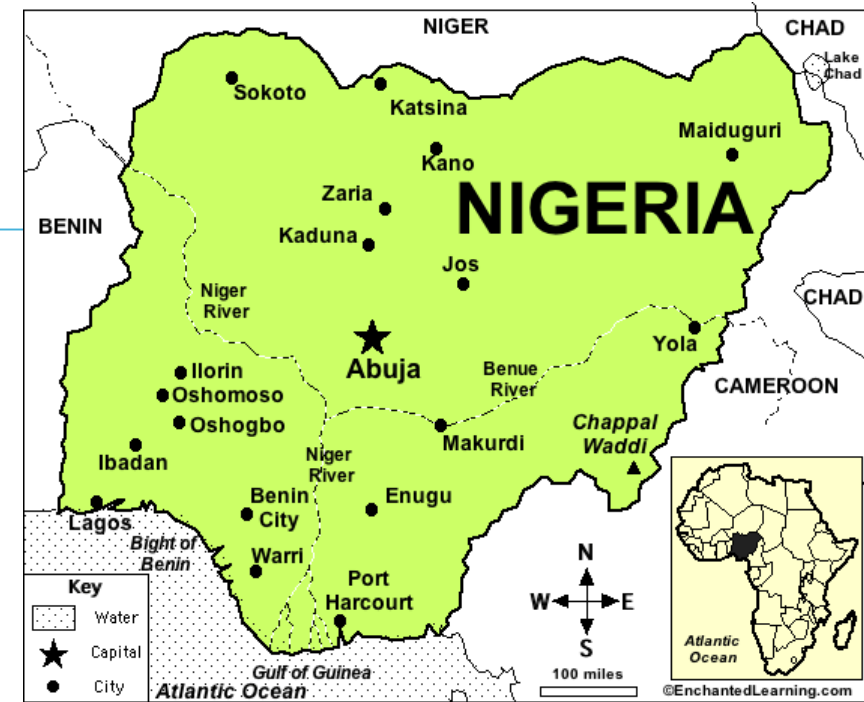 NIGER
CHAD
Lake
Chad
Sokoto
Katsina
Maiduguri
Kano
Zaria
NIGERIA
BENIN
Kaduna
Jos
Niger
River
CHAD
Yola
Abuja
Benue
River
Ilorin
CAMEROON
Oshomoso
Oshogbo
Chappal
Waddi
Makurdi
Ibadan
Niger
River
Benin
City
Enugu
Lagos
Bight of
Benin
Warri
N
W E
S
Port
Harcourt
Key
Water
Capital
City
Gulf of Guinea
Atlantic Ocean
100 miles
Atlantic
Ocean
©EnchantedLearning.com